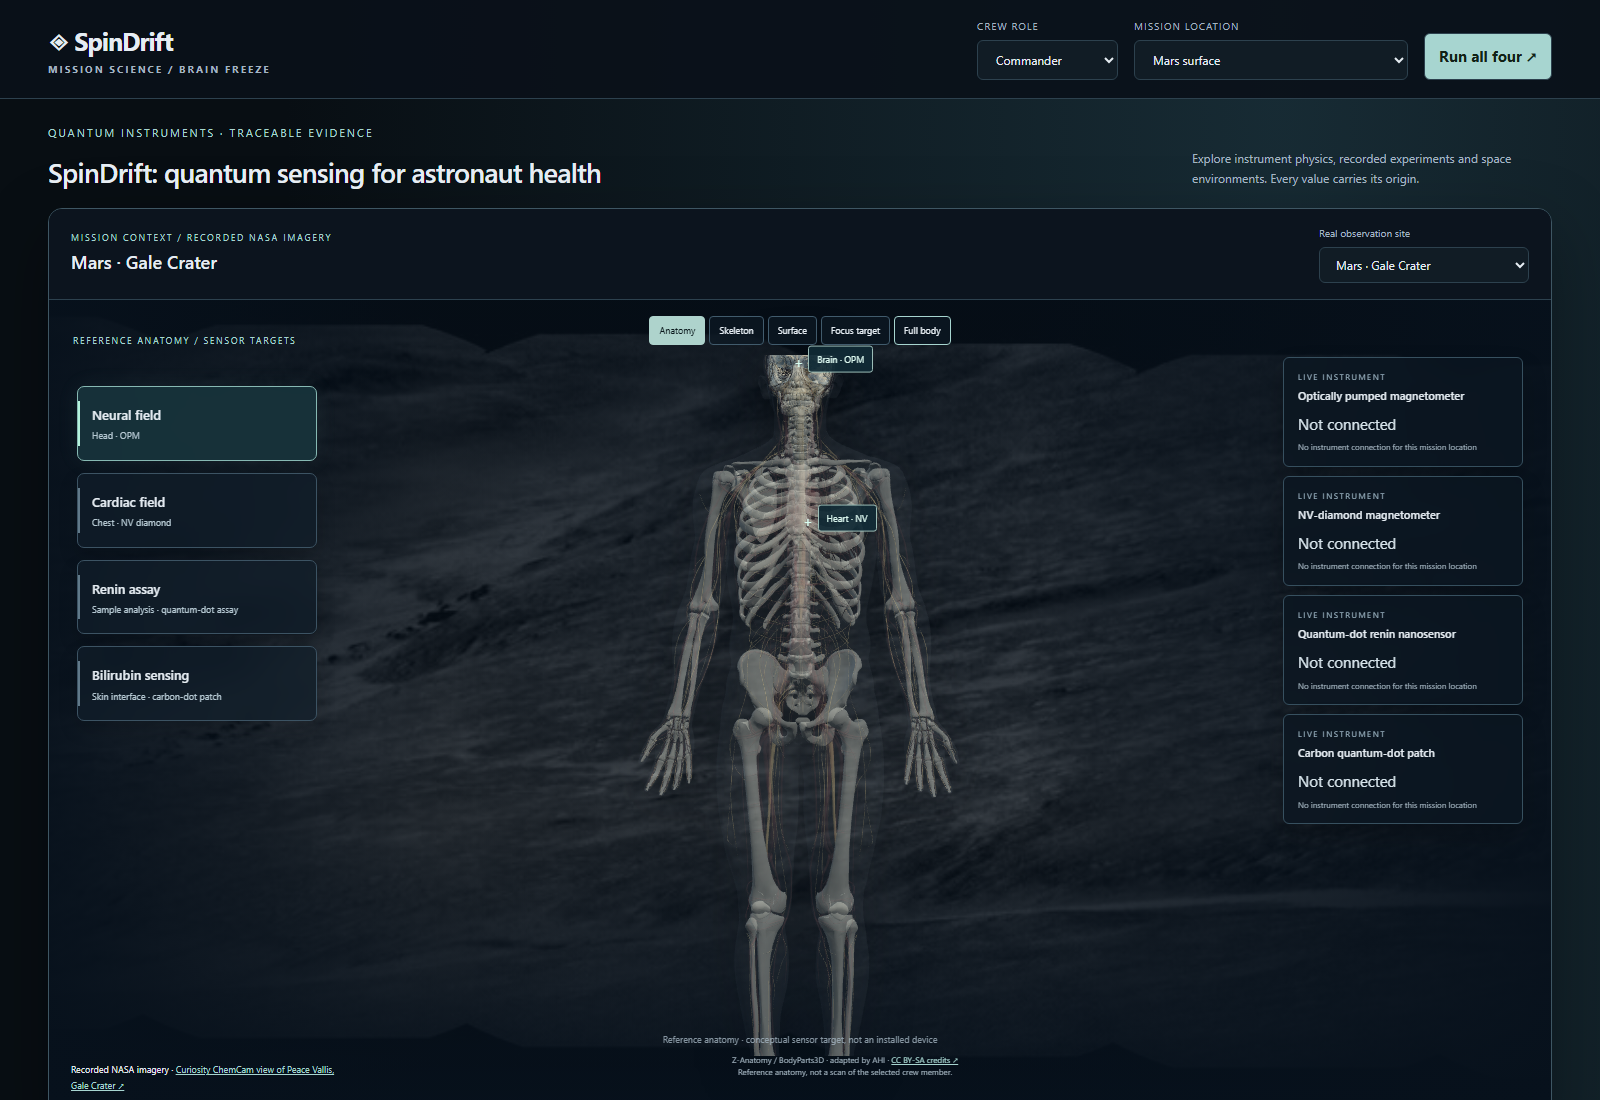 SpinDrift
MISSION SCIENCE / BRAIN FREEZE
CREW ROLE
Commander
MISSION LOCATION
Mars surface
Run all four ↗
QUANTUM INSTRUMENTS · TRACEABLE EVIDENCE
SpinDrift: quantum sensing for astronaut health
Explore instrument physics, recorded experiments and space
environments. Every value carries its origin.
MISSION CONTEXT / RECORDED NASA IMAGERY
Mars · Gale Crater
Real observation site
Mars · Gale Crater
REFERENCE ANATOMY / SENSOR TARGETS
Anatomy
Skeleton
Surface
Focus target
Full body
Brain · OPM
Heart · NV
Neural field
Head · OPM
Cardiac field
Chest · NV diamond
Renin assay
Sample analysis · quantum-dot assay
Bilirubin sensing
Skin interface · carbon-dot patch
LIVE INSTRUMENT
Optically pumped magnetometer
Not connected
No instrument connection for this mission location
LIVE INSTRUMENT
NV-diamond magnetometer
Not connected
No instrument connection for this mission location
LIVE INSTRUMENT
Quantum-dot renin nanosensor
Not connected
No instrument connection for this mission location
LIVE INSTRUMENT
Carbon quantum-dot patch
Not connected
No instrument connection for this mission location
Reference anatomy · conceptual sensor target, not an installed device
Z-Anatomy / BodyParts3D · adapted by AHI · CC BY-SA credits ↗
Reference anatomy, not a scan of the selected crew member.
Recorded NASA imagery · Curiosity ChemCam view of Peace Vallis,
Gale Crater ↗